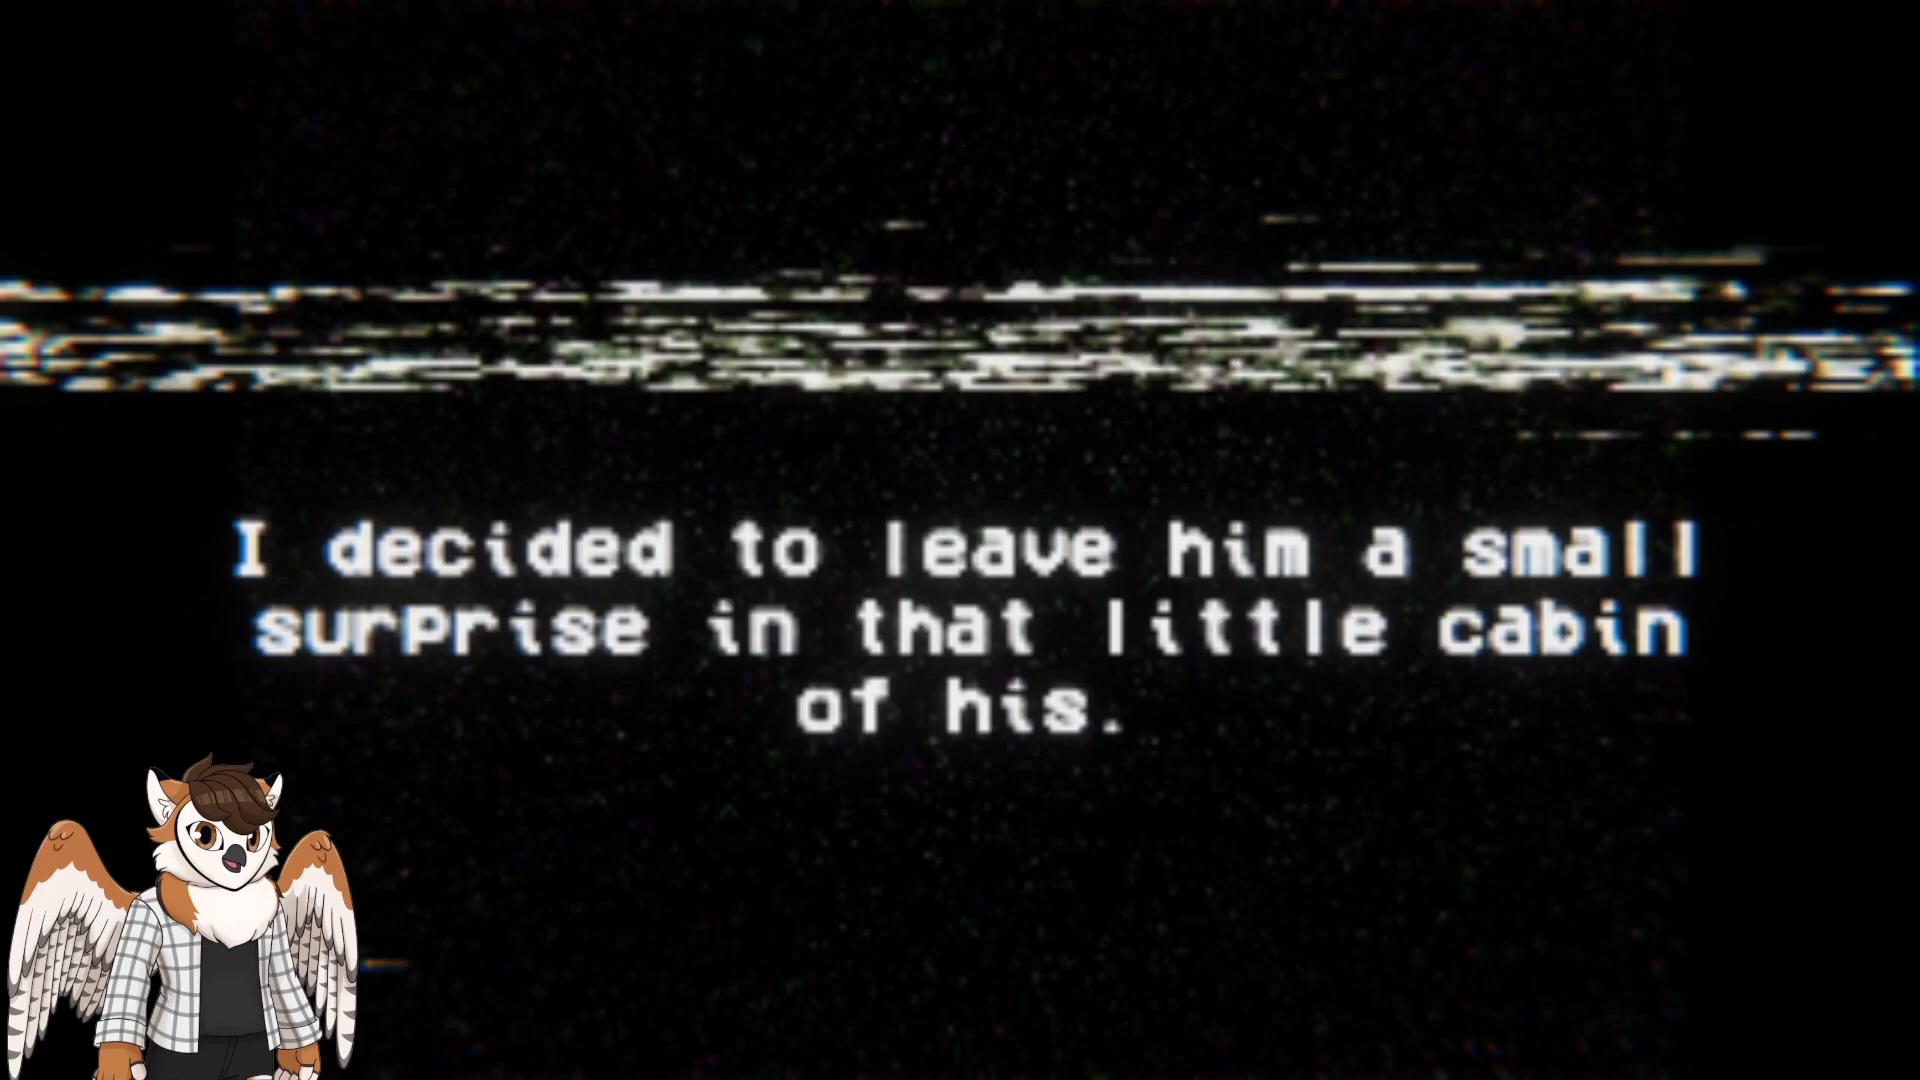 I decided to leave him a small
surprise in that little cabin
of his.